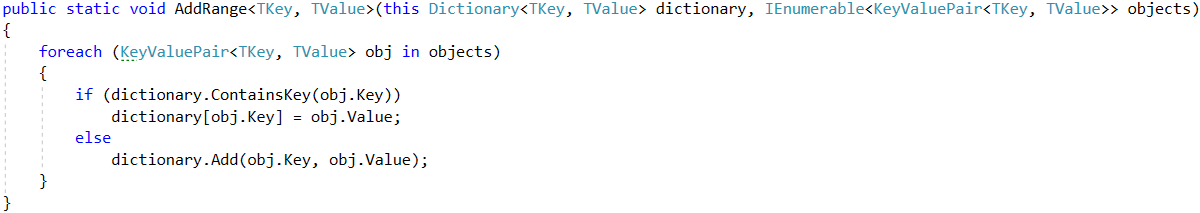 public static void AddRange<TKey, TValue>(this Dictionary<TKey, TValue> dictionary, IEnumerable<KeyValuePair<TKey, TValue>> objects)
{
    foreach (KeyValuePair<TKey, TValue> obj in objects)
    {
        if (dictionary.ContainsKey(obj.Key))
            dictionary[obj.Key] = obj.Value;
        else
            dictionary.Add(obj.Key, obj.Value);
    }
}